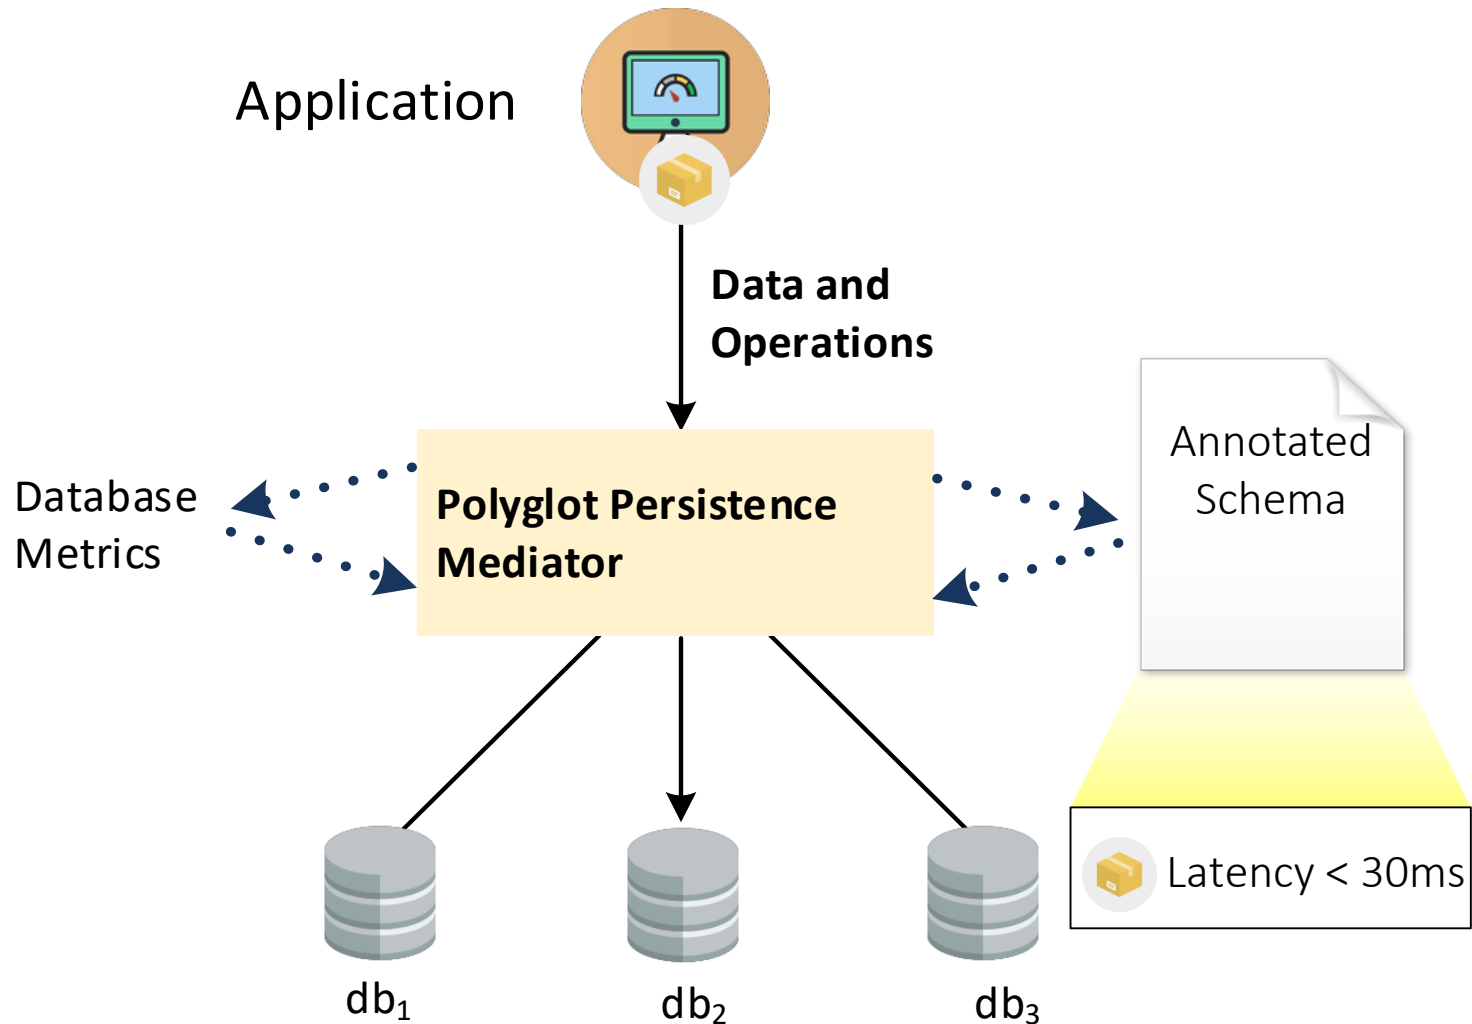 Application
Data and
Operations
Annotated
Schema
Database
Metrics
Polyglot Persistence
Mediator
Latency < 30ms
db₁
db₂
db₃